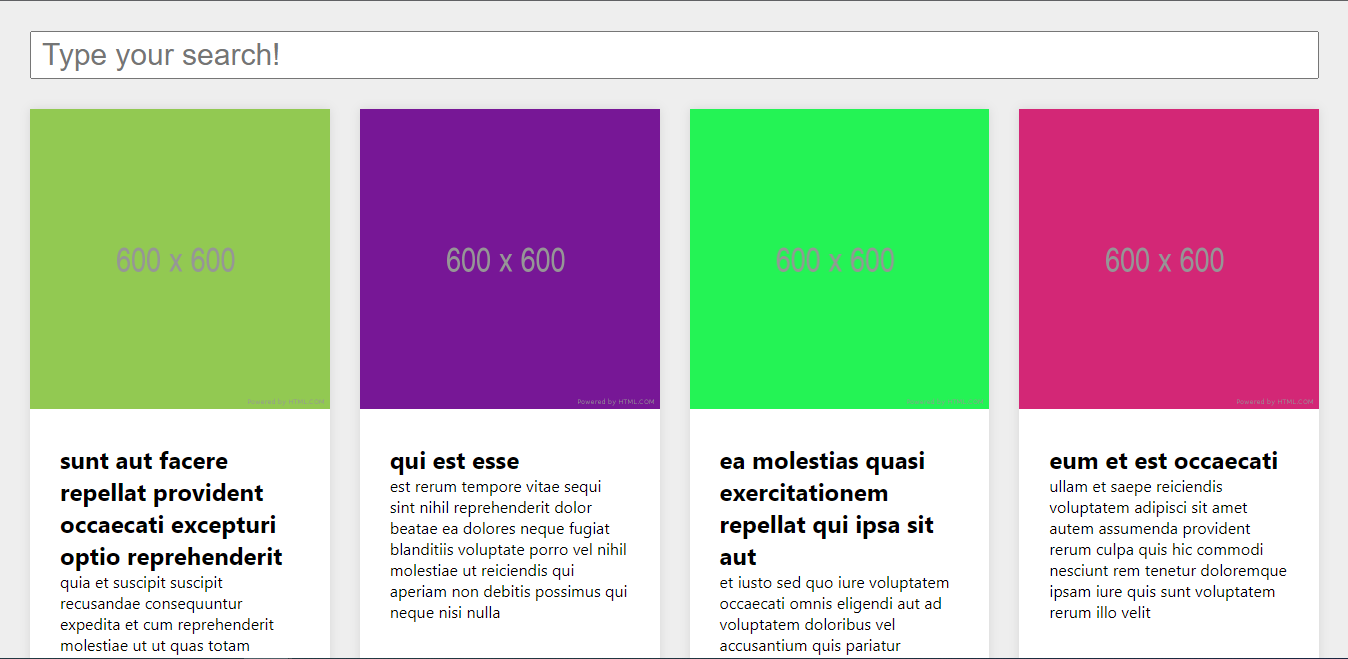 Type your search!
600 x 600
Powered by HTML.COM
sunt aut facere
repellat provident
occaecati excepturi
optio reprehenderit
quia et suscipit suscipit
recusandae consequuntur
expedita et cum reprehenderit
molestiae ut ut quas totam
600 x 600
Powered by HTML.COM
qui est esse
est rerum tempore vitae sequi
sint nihil reprehenderit dolor
beatae ea dolores neque fugiat
blanditiis voluptate porro vel nihil
molestiae ut reiciendis qui
aperiam non debitis possimus qui
neque nisi nulla
600 x 600
Powered by HTML.COM
ea molestias quasi
exercitationem
repellat qui ipsa sit
aut
et iusto sed quo iure voluptatem
occaecati omnis eligendi aut ad
voluptatem doloribus vel
accusantium quis pariatur
600 x 600
Powered by HTML.COM
eum et est occaecati
ullam et saepe reiciendis
voluptatem adipisci sit amet
autem assumenda provident
rerum culpa quis hic commodi
nesciunt rem tenetur doloremque
ipsam iure quis sunt voluptatem
rerum illo velit